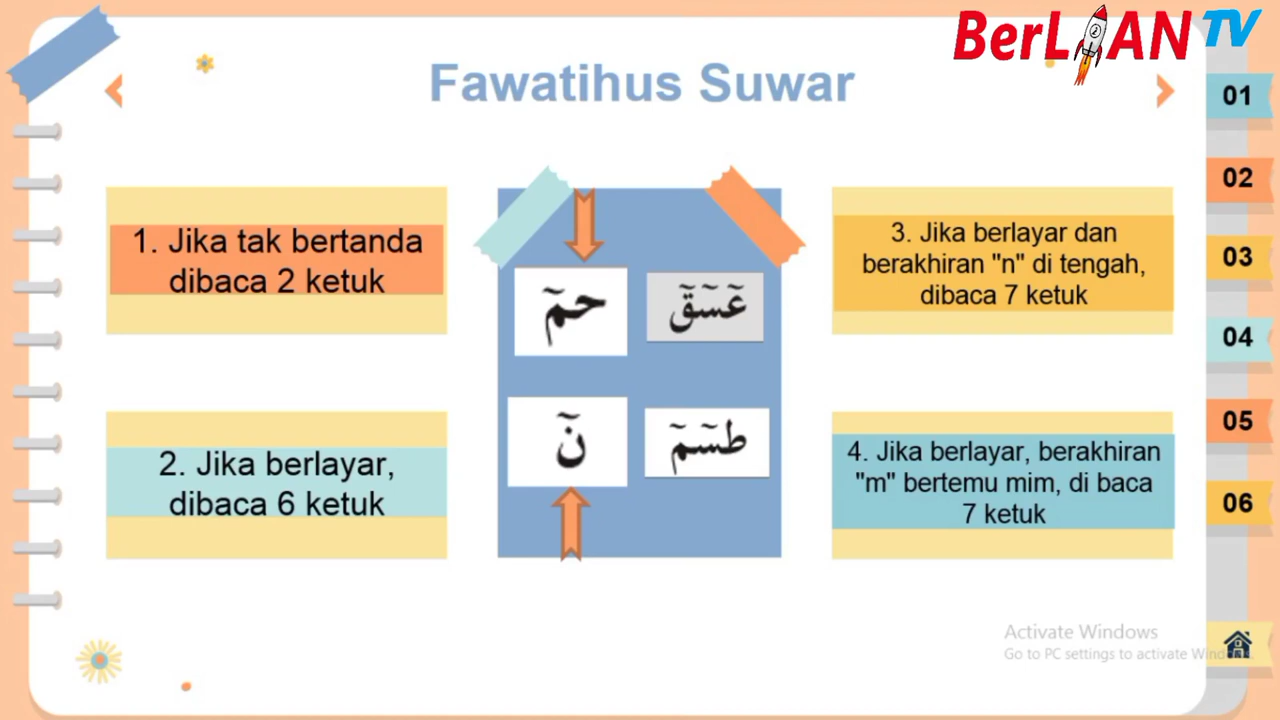 BerLIAN TV
Fawatihus Suwar
01
02
03
04
05
06
1. Jika tak bertanda
dibaca 2 ketuk
2. Jika berlayar,
dibaca 6 ketuk
حمٓ
عٓسٓقٓ
نٓ
طسٓمٓ
3. Jika berlayar dan
berakhiran "n" di tengah,
dibaca 7 ketuk
4. Jika berlayar, berakhiran
"m" bertemu mim, di baca
7 ketuk
Activate Windows
Go to PC settings to activate Windows.